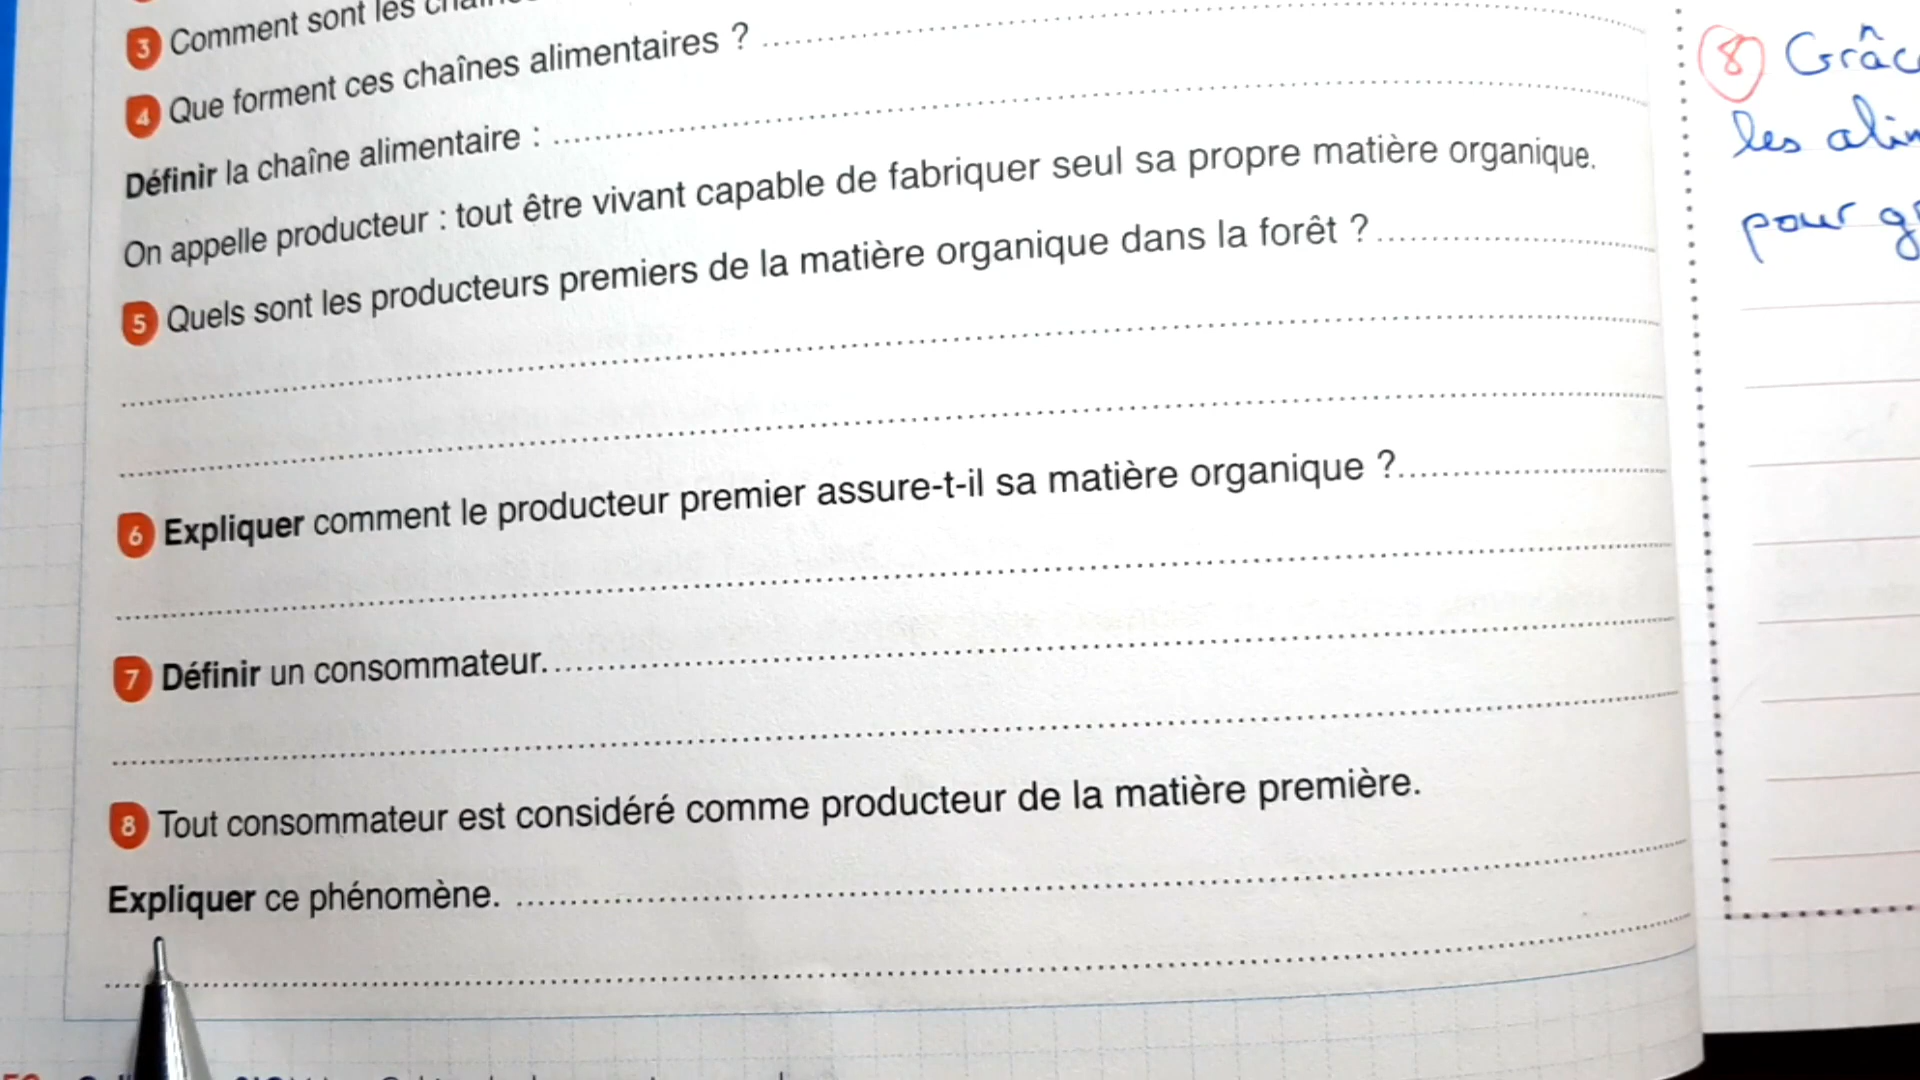 3 Comment sont les
4 Que forment ces chaînes alimentaires ?
Définir la chaîne alimentaire :
On appelle producteur : tout être vivant capable de fabriquer seul sa propre matière organique.
5 Quels sont les producteurs premiers de la matière organique dans la forêt ?
6 Expliquer comment le producteur premier assure-t-il sa matière organique ?
7 Définir un consommateur.
8 Tout consommateur est considéré comme producteur de la matière première.
Expliquer ce phénomène.
8 Grâc
les alim
pour